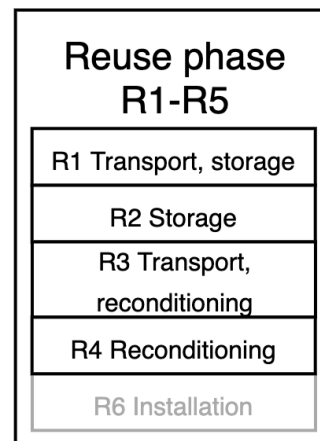 Reuse phase
R1-R5
R1 Transport, storage
R2 Storage
R3 Transport,
reconditioning
R4 Reconditioning
R6 Installation